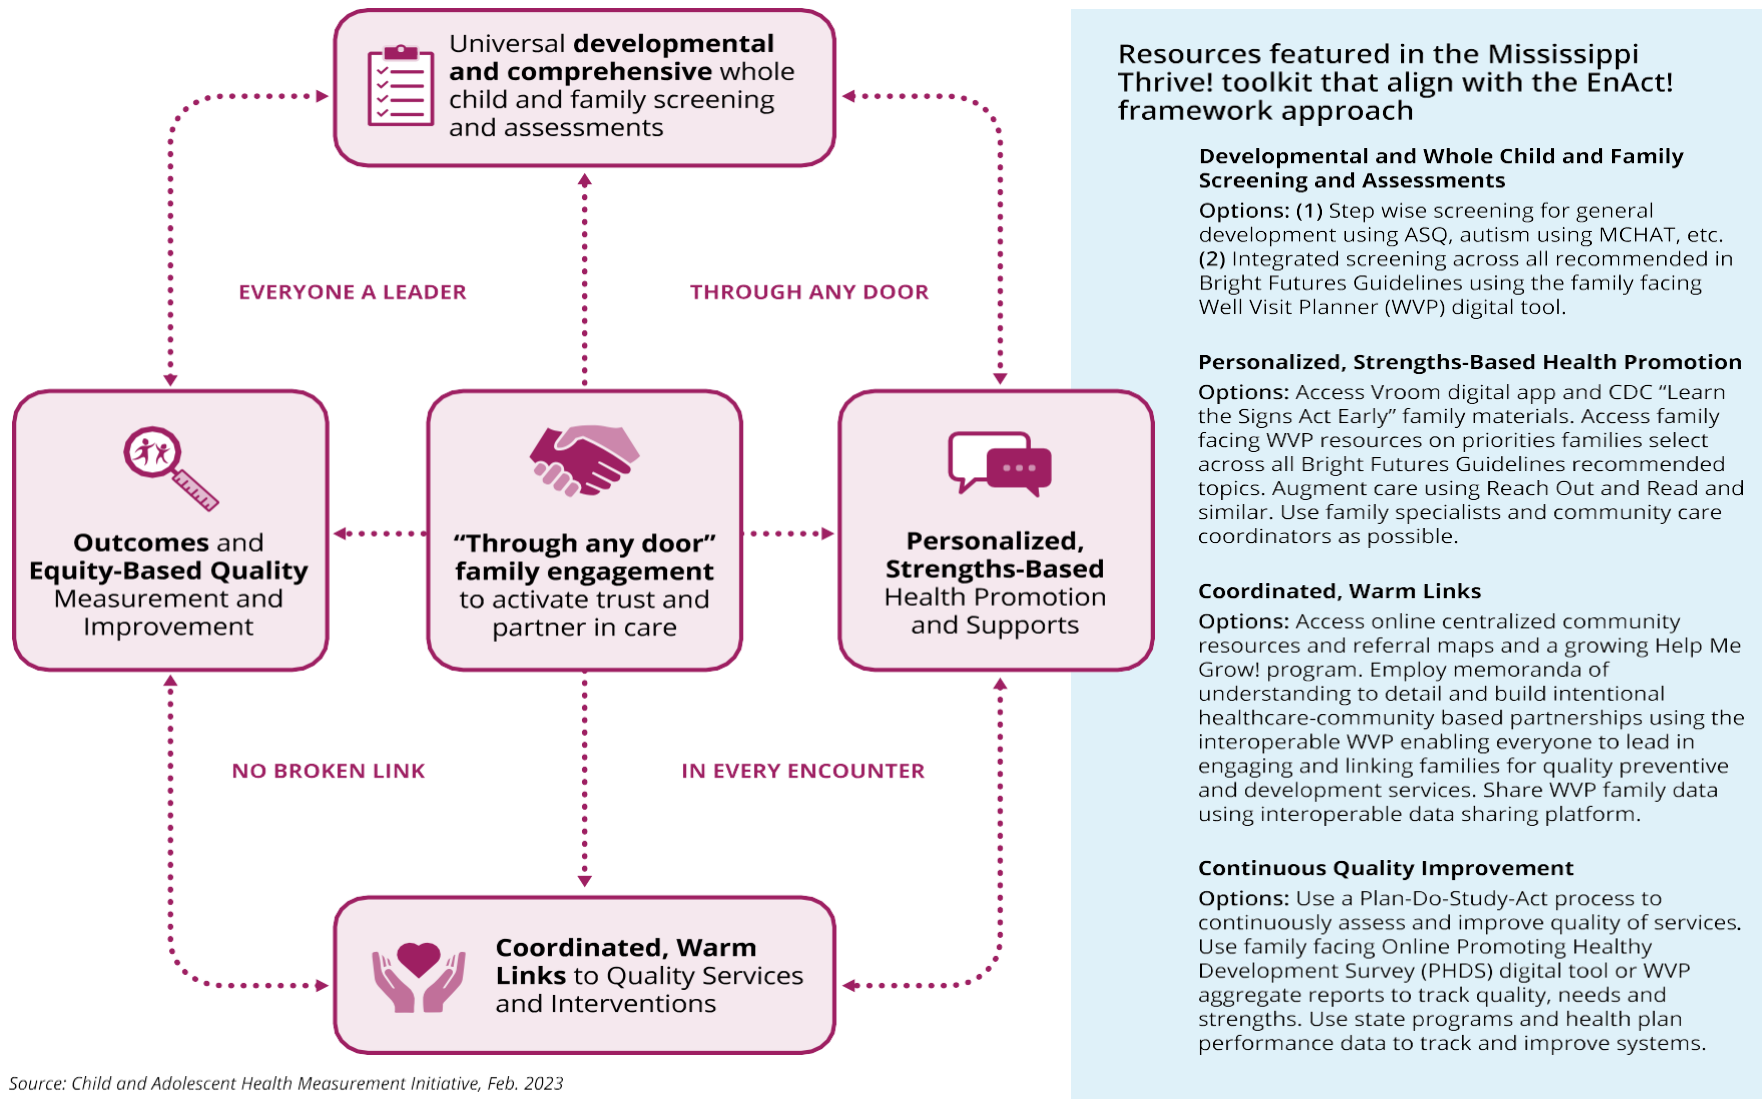 Universal developmental
and comprehensive whole
child and family screening
and assessments
EVERYONE A LEADER
THROUGH ANY DOOR
Outcomes and
Equity-Based Quality
Measurement and
Improvement
“Through any door”
family engagement
to activate trust and
partner in care
Personalized,
Strengths-Based
Health Promotion
and Supports
NO BROKEN LINK
IN EVERY ENCOUNTER
Coordinated, Warm
Links to Quality Services
and Interventions
Source: Child and Adolescent Health Measurement Initiative, Feb. 2023
Resources featured in the Mississippi
Thrive! toolkit that align with the EnAct!
framework approach
Developmental and Whole Child and Family
Screening and Assessments
Options: (1) Step wise screening for general
development using ASQ, autism using MCHAT, etc.
(2) Integrated screening across all recommended in
Bright Futures Guidelines using the family facing
Well Visit Planner (WVP) digital tool.
Personalized, Strengths-Based Health Promotion
Options: Access Vroom digital app and CDC “Learn
the Signs Act Early” family materials. Access family
facing WVP resources on priorities families select
across all Bright Futures Guidelines recommended
topics. Augment care using Reach Out and Read and
similar. Use family specialists and community care
coordinators as possible.
Coordinated, Warm Links
Options: Access online centralized community
resources and referral maps and a growing Help Me
Grow! program. Employ memoranda of
understanding to detail and build intentional
healthcare-community based partnerships using the
interoperable WVP enabling everyone to lead in
engaging and linking families for quality preventive
and development services. Share WVP family data
using interoperable data sharing platform.
Continuous Quality Improvement
Options: Use a Plan-Do-Study-Act process to
continuously assess and improve quality of services.
Use family facing Online Promoting Healthy
Development Survey (PHDS) digital tool or WVP
aggregate reports to track quality, needs and
strengths. Use state programs and health plan
performance data to track and improve systems.